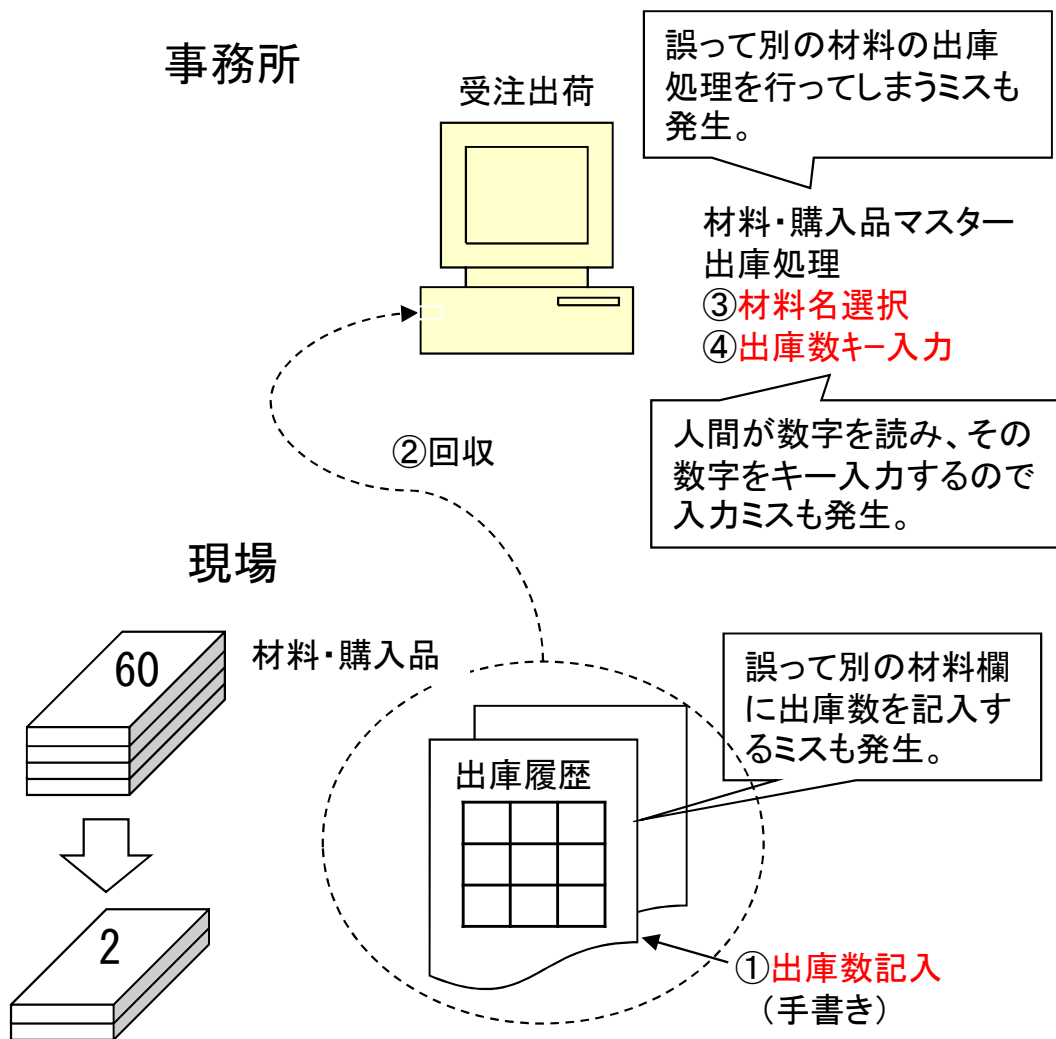 事務所
受注出荷
誤って別の材料の出庫
処理を行ってしまうミスも
発生。
材料・購入品マスター
出庫処理
③材料名選択
④出庫数キー入力
人間が数字を読み、その
数字をキー入力するので
入力ミスも発生。
②回収
現場
材料・購入品
60
2
出庫履歴
誤って別の材料欄
に出庫数を記入す
るミスも発生。
①出庫数記入
（手書き）